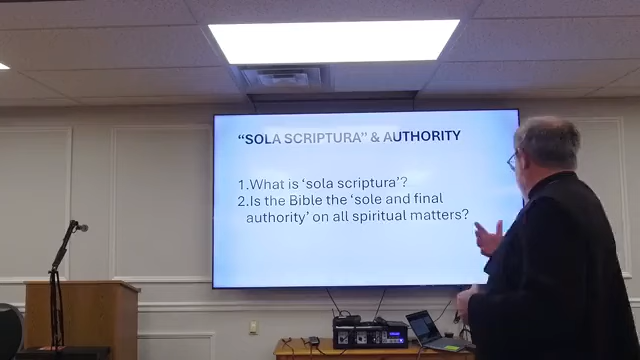 “SOLA SCRIPTURA” & AUTHORITY
1.What is ‘sola scriptura’?
2.Is the Bible the ‘sole and final
authority’ on all spiritual matters?